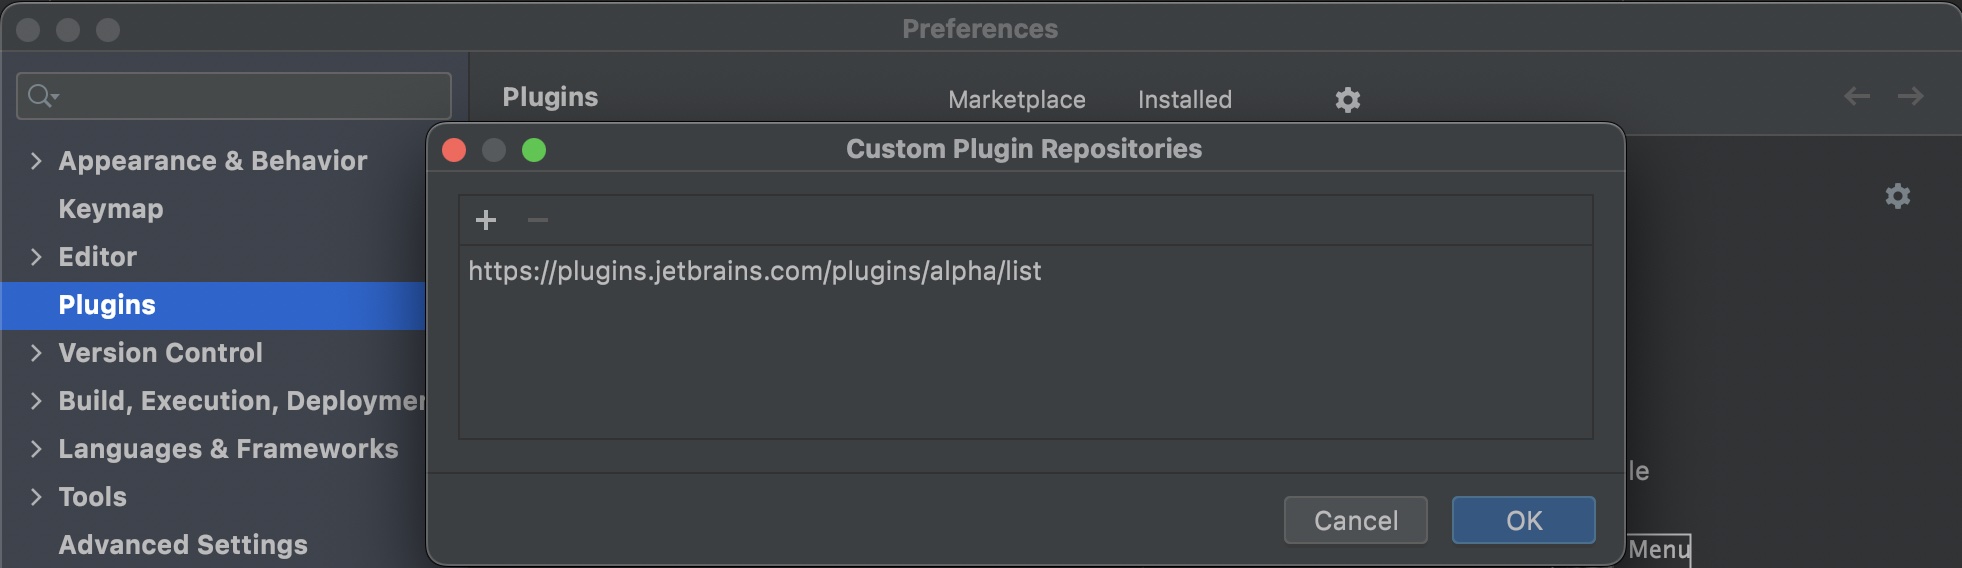 Preferences
Plugins
Marketplace
Installed
Appearance & Behavior
Keymap
Editor
Plugins
Version Control
Build, Execution, Deploymen
Languages & Frameworks
Tools
Advanced Settings
Custom Plugin Repositories
https://plugins.jetbrains.com/plugins/alpha/list
Cancel
OK
le
Menu